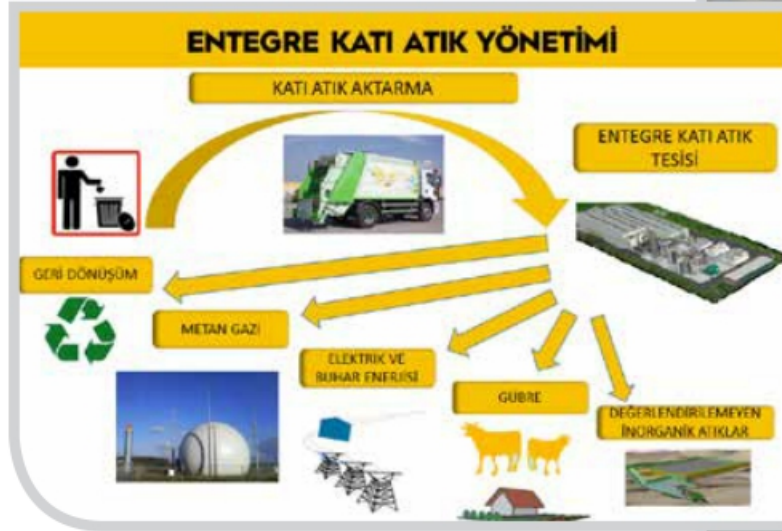 ENTEGRE KATI ATIK YÖNETİMİ
KATI ATIK AKTARMA
ENTEGRE KATI ATIK
TESİSİ
GERİ DÖNÜŞÜM
METAN GAZI
ELEKTRİK VE
BUHAR ENERJİSİ
GÜBRE
DEĞERLENDİRİLEMEYEN
İNORGANİK ATIKLAR